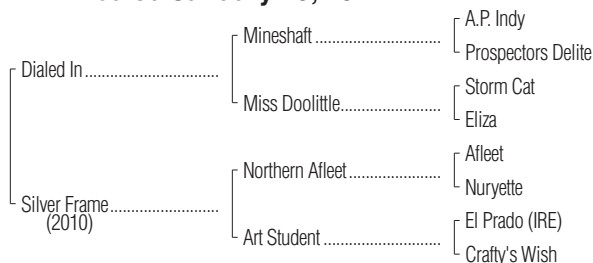 A.P. Indy
Mineshaft
Prospectors Delite
Dialed In
Storm Cat
Miss Doolittle
Eliza
Afleet
Northern Afleet
Nuryette
Silver Frame
(2010)
El Prado (IRE)
Art Student
Crafty's Wish